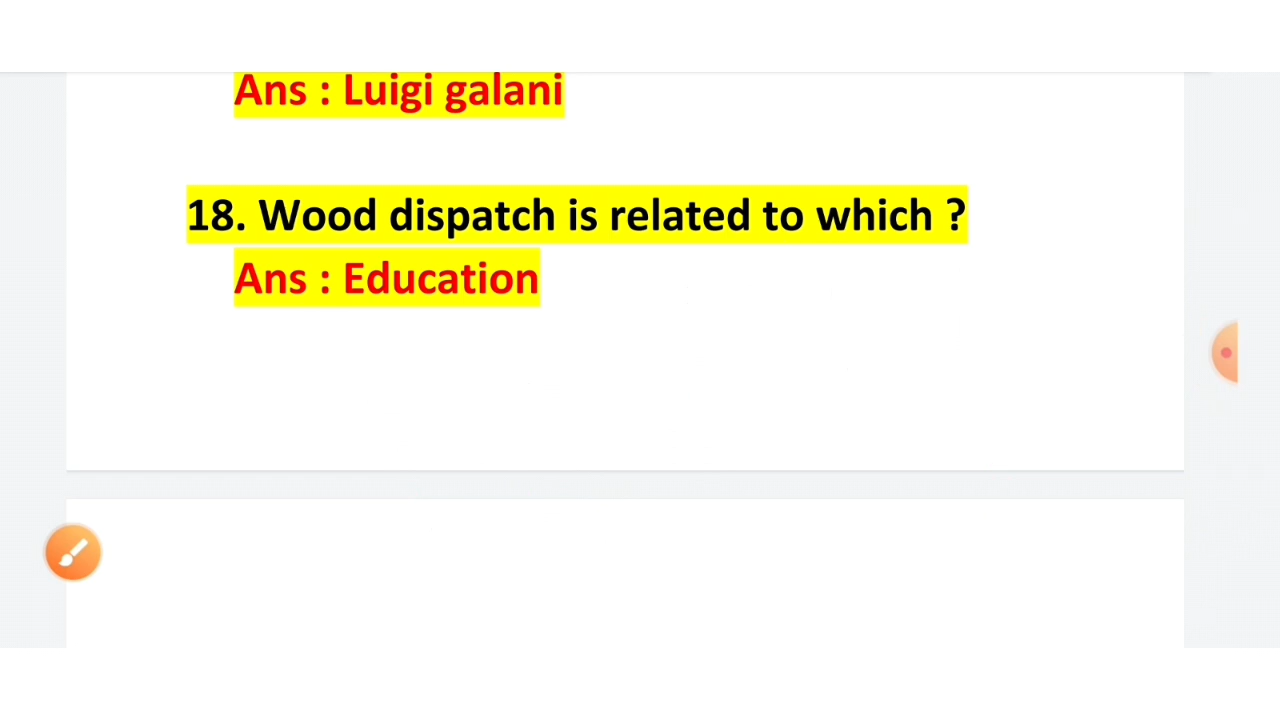 Ans : Luigi galani
18. Wood dispatch is related to which ?
Ans : Education